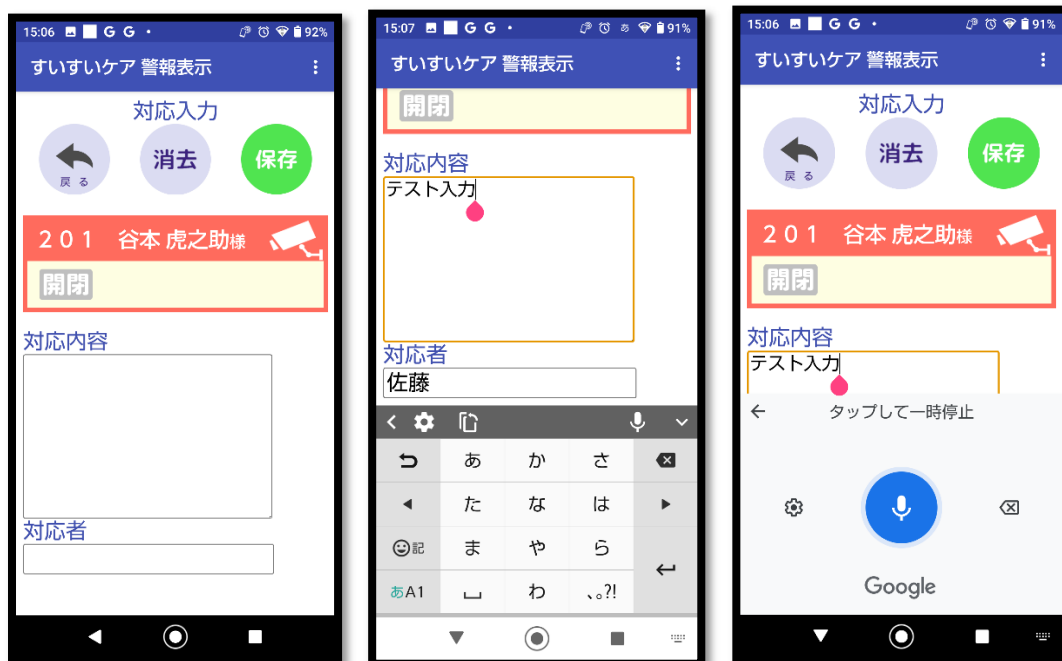 15:06 G G 92%
すいすいケア 警報表示
対応入力
戻る
消去
保存
201 谷本 虎之助様
開閉
対応内容
対応者
15:07 G G あ 91%
すいすいケア 警報表示
開閉
対応内容
テスト入力
対応者
佐藤
あ か さ
た な は
記 ま や ら
あA1 わ 、。?!
15:06 G G 91%
すいすいケア 警報表示
対応入力
戻る
消去
保存
201 谷本 虎之助様
開閉
対応内容
テスト入力
タップして一時停止
Google